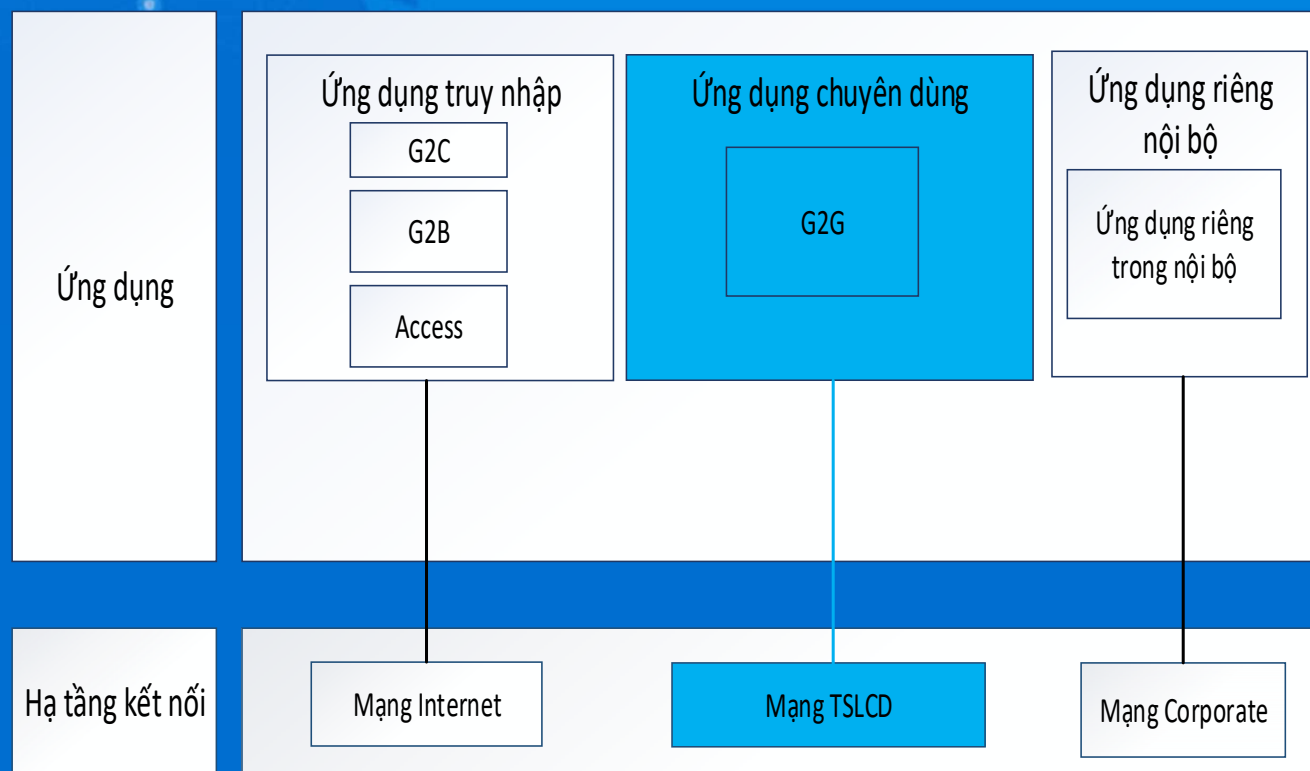 Ứng dụng
Ứng dụng truy nhập
G2C
G2B
Access
Ứng dụng chuyên dùng
G2G
Ứng dụng riêng
nội bộ
Ứng dụng riêng
trong nội bộ
Hạ tầng kết nối
Mạng Internet
Mạng TSLCD
Mạng Corporate